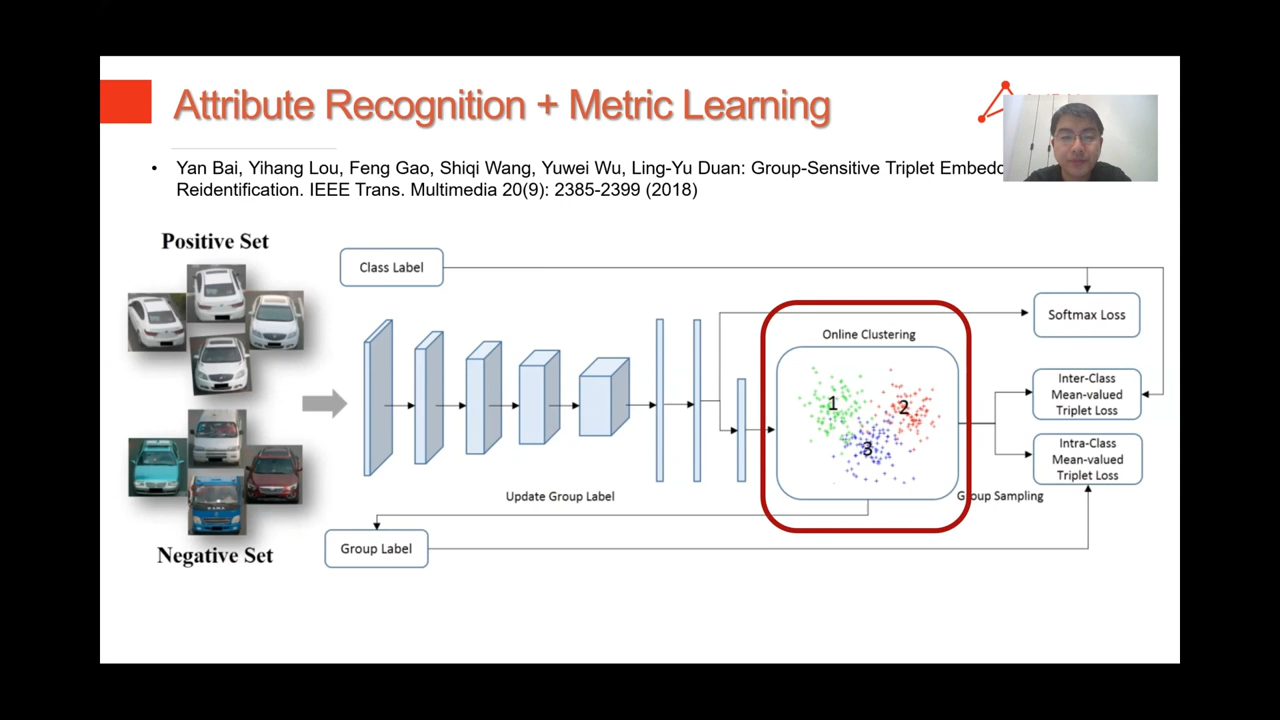 Attribute Recognition + Metric Learning
• Yan Bai, Yihang Lou, Feng Gao, Shiqi Wang, Yuwei Wu, Ling-Yu Duan: Group-Sensitive Triplet
Reidentification. IEEE Trans. Multimedia 20(9): 2385-2399 (2018)
Positive Set
Class Label
Softmax Loss
Online Clustering
1
2
3
Inter-Class
Mean-valued
Triplet Loss
Intra-Class
Mean-valued
Triplet Loss
Update Group Label
Group Sampling
Group Label
Negative Set